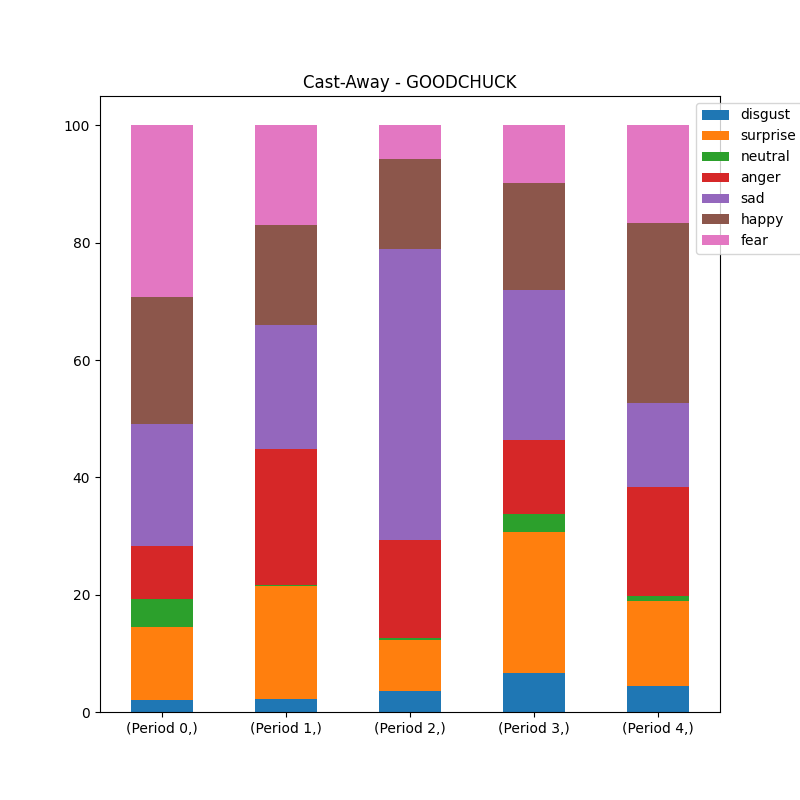 Cast-Away - GOODCHUCK
100
80
60
40
20
0
disgust
surprise
neutral
anger
sad
happy
fear
(Period 0,) (Period 1,) (Period 2,) (Period 3,) (Period 4,)